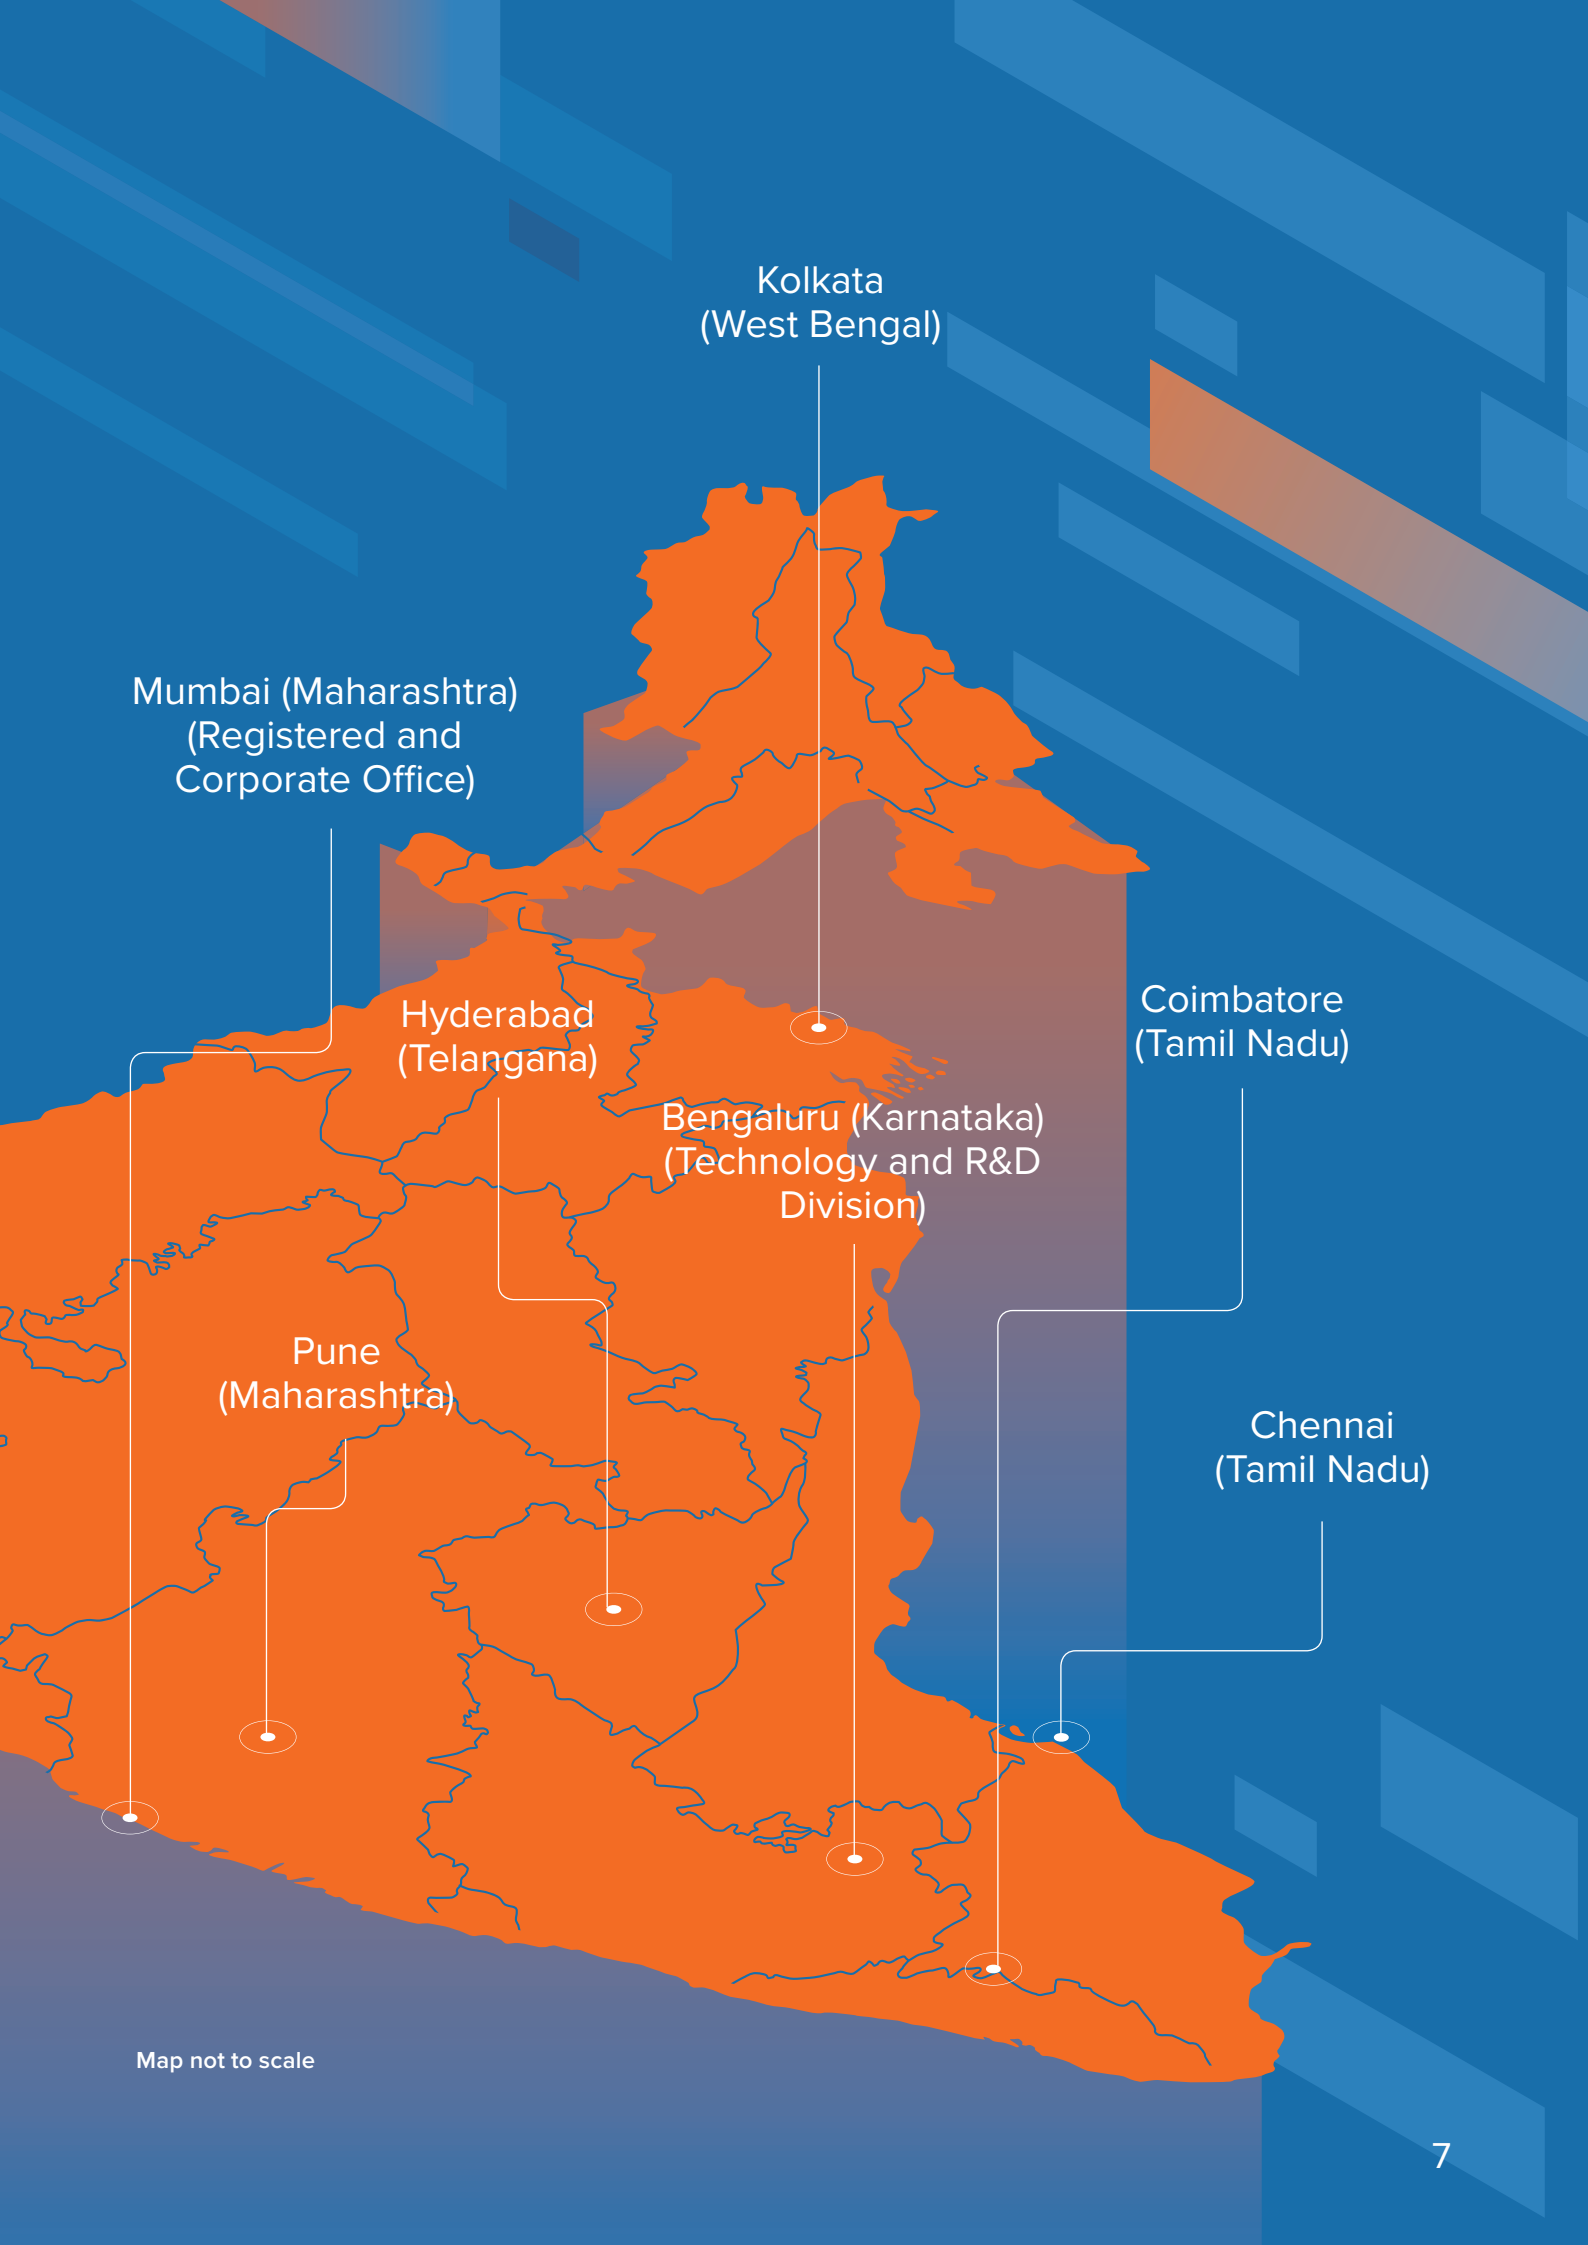 Kolkata
(West Bengal)
Mumbai (Maharashtra)
(Registered and
Corporate Office)
Hyderabad
(Telangana)
Coimbatore
(Tamil Nadu)
Bengaluru (Karnataka)
(Technology and R&D
Division)
Pune
(Maharashtra)
Chennai
(Tamil Nadu)
Map not to scale
7